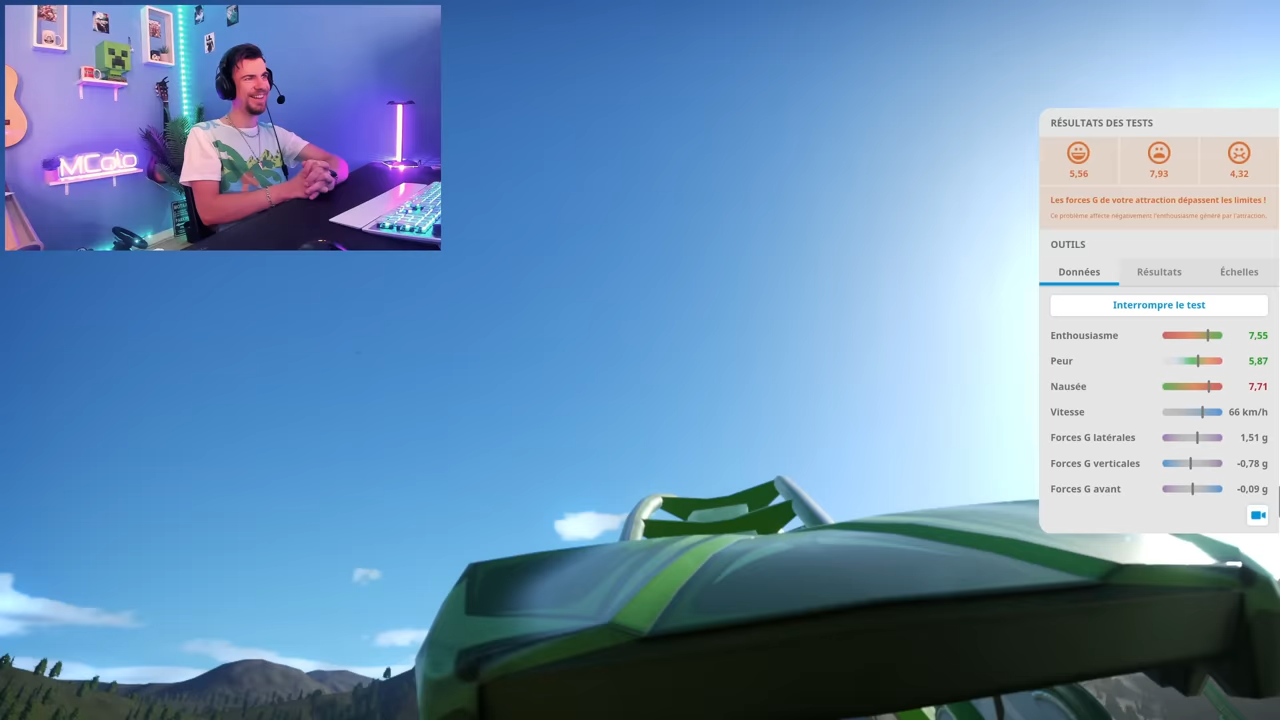 MColo
RÉSULTATS DES TESTS
5,56 7,93 4,32
Les forces G de votre attraction dépassent les limites !
Ce problème affecte négativement l'enthousiasme généré par l'attraction.
OUTILS
Données Résultats Échelles
Interrompre le test
Enthousiasme 7,55
Peur 5,87
Nausée 7,71
Vitesse 66 km/h
Forces G latérales 1,51 g
Forces G verticales -0,78 g
Forces G avant -0,09 g